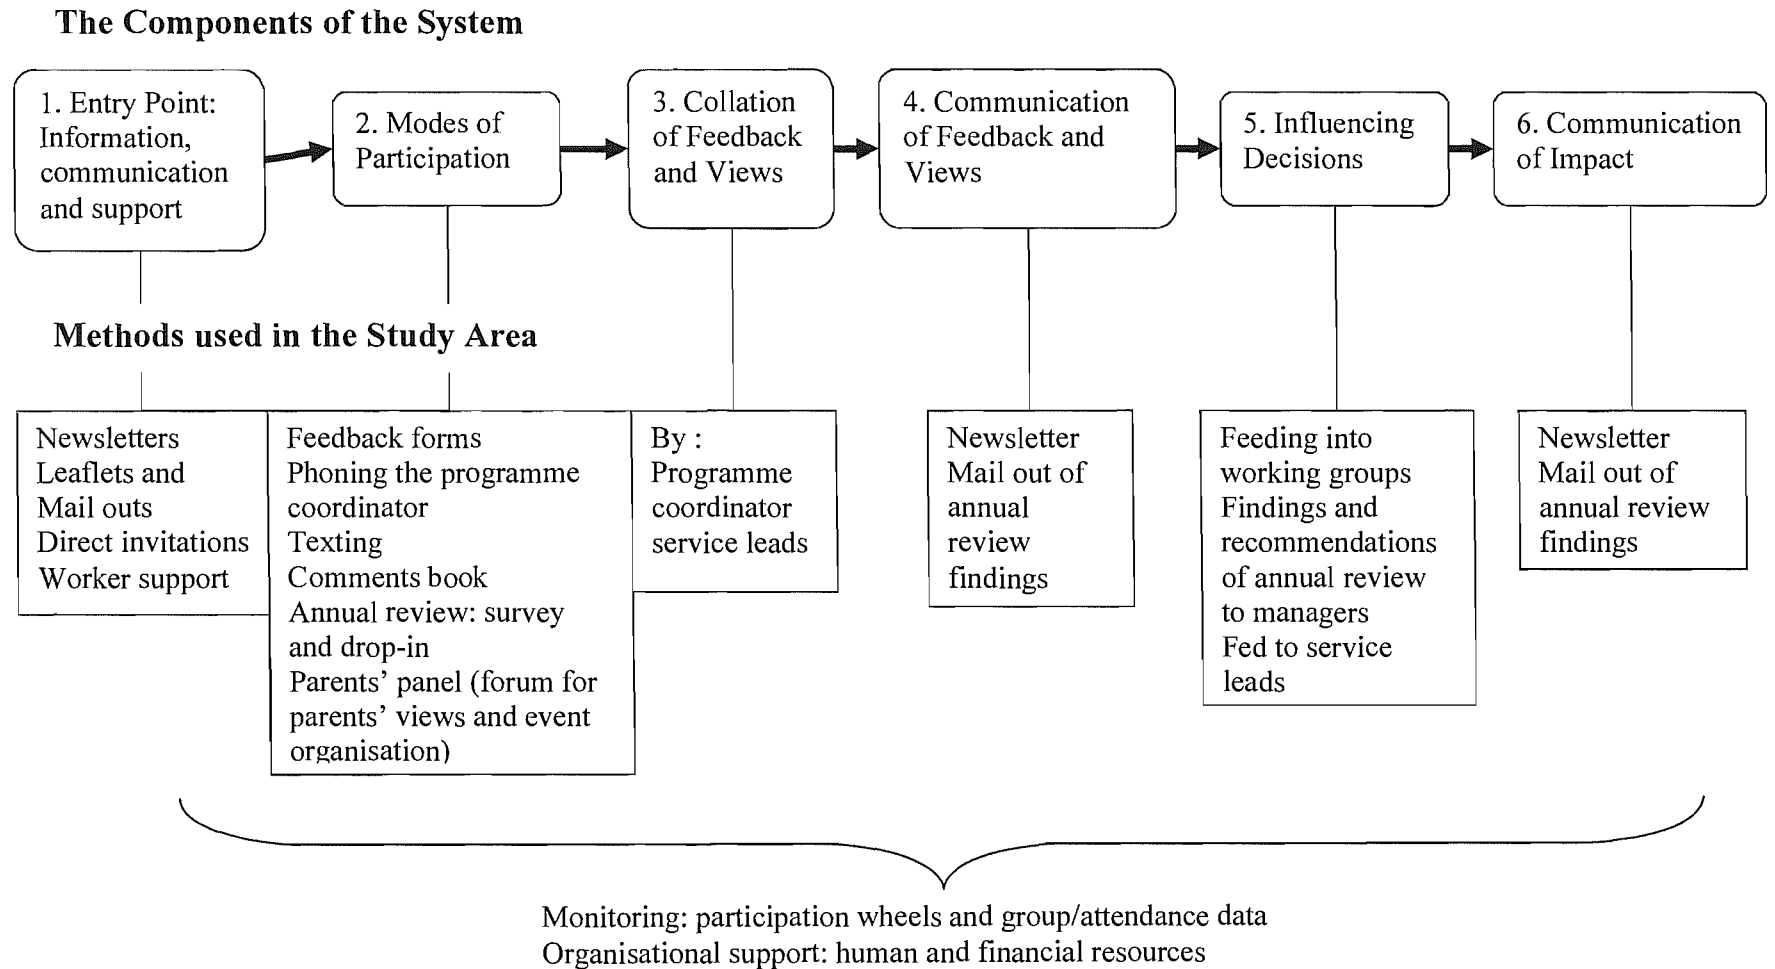 The Components of the System
1. Entry Point:
Information,
communication
and support
2. Modes of
Participation
3. Collation
of Feedback
and Views
4. Communication
of Feedback and
Views
5. Influencing
Decisions
6. Communication
of Impact
Methods used in the Study Area
Newsletters
Leaflets and
Mail outs
Direct invitations
Worker support
Feedback forms
Phoning the programme
coordinator
Texting
Comments book
Annual review: survey
and drop-in
Parents’ panel (forum for
parents’ views and event
organisation)
By :
Programme
coordinator
service leads
Newsletter
Mail out of
annual
review
findings
Feeding into
working groups
Findings and
recommendations
of annual review
to managers
Fed to service
leads
Newsletter
Mail out of
annual review
findings
Monitoring: participation wheels and group/attendance data
Organisational support: human and financial resources